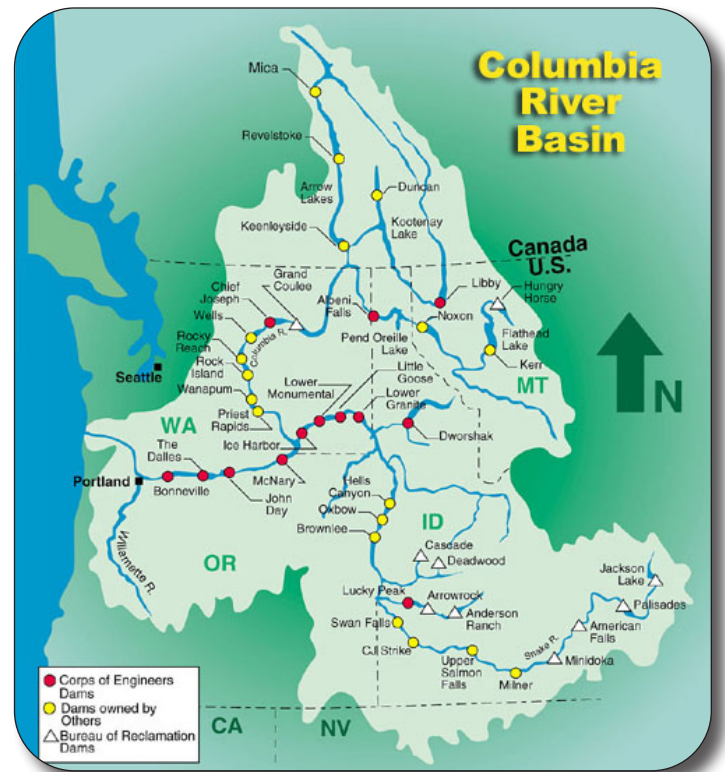 Columbia
River
Basin
Mica
Revelstoke
Arrow
Lakes
Duncan
Kootenay
Lake
Keenleyside
Canada
U.S.
Grand
Coulee
Chief
Joseph
Albeni
Falls
Libby
Hungry
Horse
Wells
Noxon
Columbia R.
Rocky
Reach
Pend Oreille
Lake
Flathead
Lake
Rock
Island
Kerr
Seattle
Wanapum
Little
Goose
Lower
Monumental
Lower
Granite
MT
N
Priest
Rapids
WA
Ice Harbor
Dworshak
The
Dalles
Portland
Bonneville
McNary
John
Day
Hells
Canyon
Oxbow
Brownlee
ID
Willamette R.
OR
Cascade
Deadwood
Jackson
Lake
Lucky Peak
Arrowrock
Palisades
Anderson
Ranch
American
Falls
Swan Falls
Snake R.
CJ Strike
Upper
Salmon
Falls
Minidoka
Milner
Corps of Engineers
Dams
Dams owned by
Others
Bureau of Reclamation
Dams
CA
NV